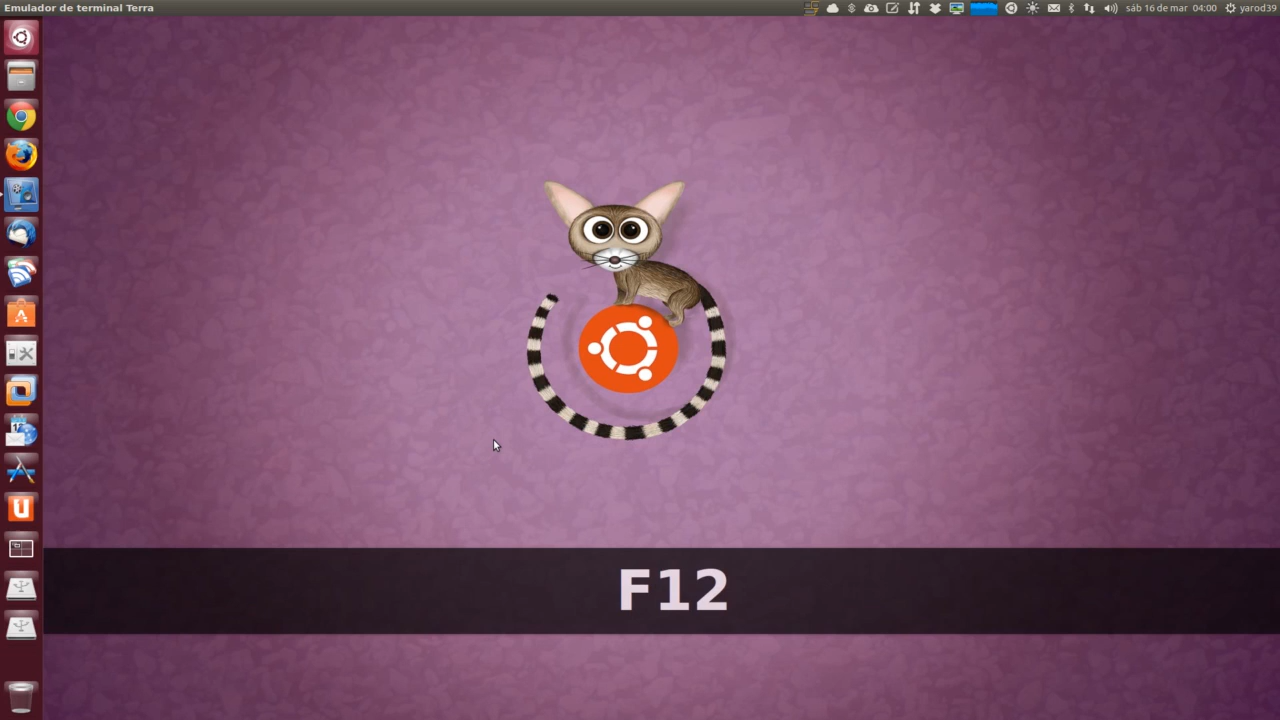 Emulador de terminal Terra
sáb 16 de mar 04:00 yarod39
F12